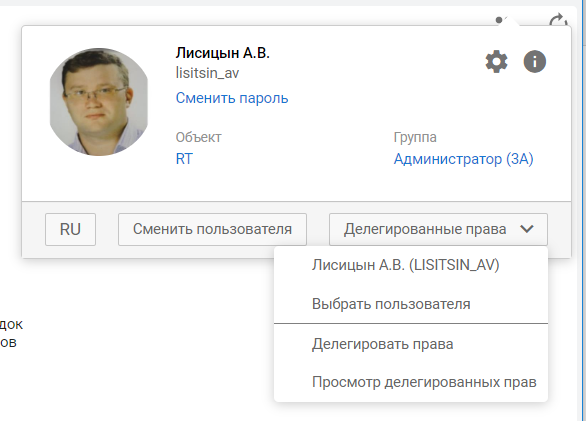 Лисицын А.В.
lisitsin_av
Сменить пароль
Объект
Группа
RT
Администратор (ЗА)
RU
Сменить пользователя
Делегированные права
Лисицын А.В. (LISITSIN_AV)
Выбрать пользователя
док
ов
Делегировать права
Просмотр делегированных прав